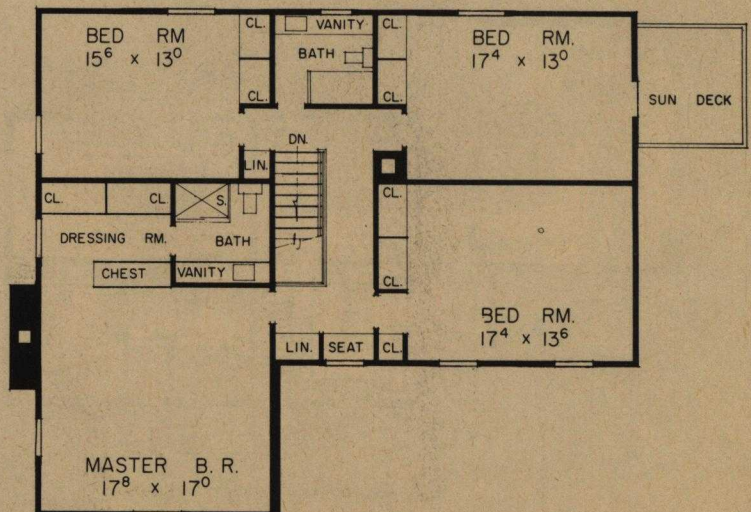 CL.
VANITY
CL.
BED RM
15⁶ x 13⁰
BATH
BED RM.
17⁴ x 13⁰
CL.
CL.
SUN DECK
DN.
LIN.
CL.
CL.
S.
CL.
DRESSING RM.
BATH
CHEST
VANITY
CL.
BED RM.
17⁴ x 13⁶
LIN.
SEAT
CL.
MASTER B. R.
17⁸ x 17⁰